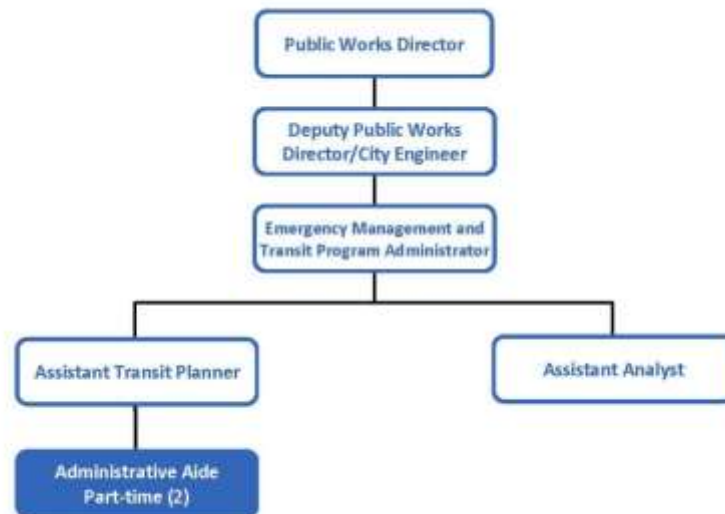 Public Works Director
Deputy Public Works
Director/City Engineer
Emergency Management and
Transit Program Administrator
Assistant Transit Planner
Assistant Analyst
Administrative Aide
Part-time (2)